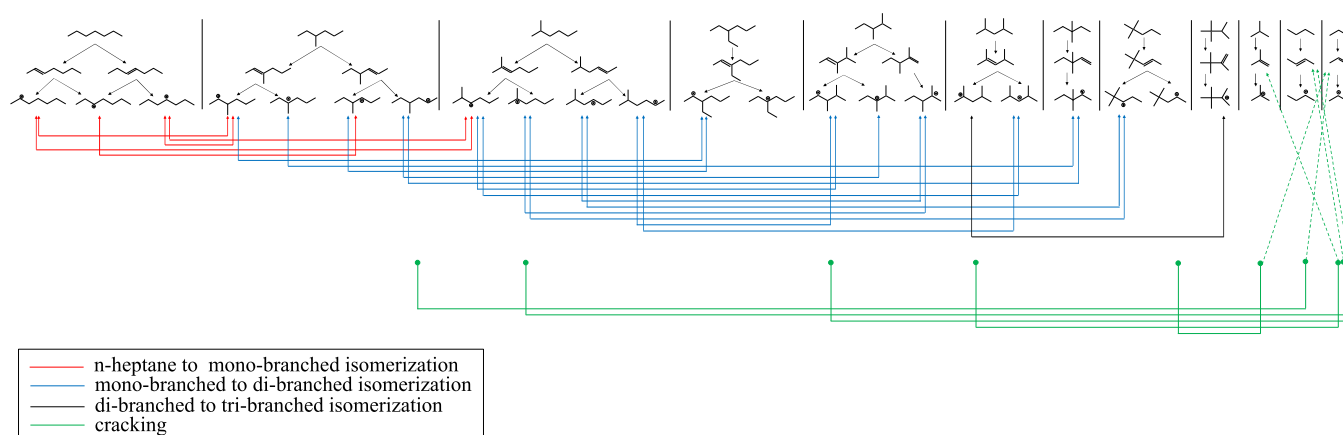 n-heptane to mono-branched isomerization
mono-branched to di-branched isomerization
di-branched to tri-branched isomerization
cracking